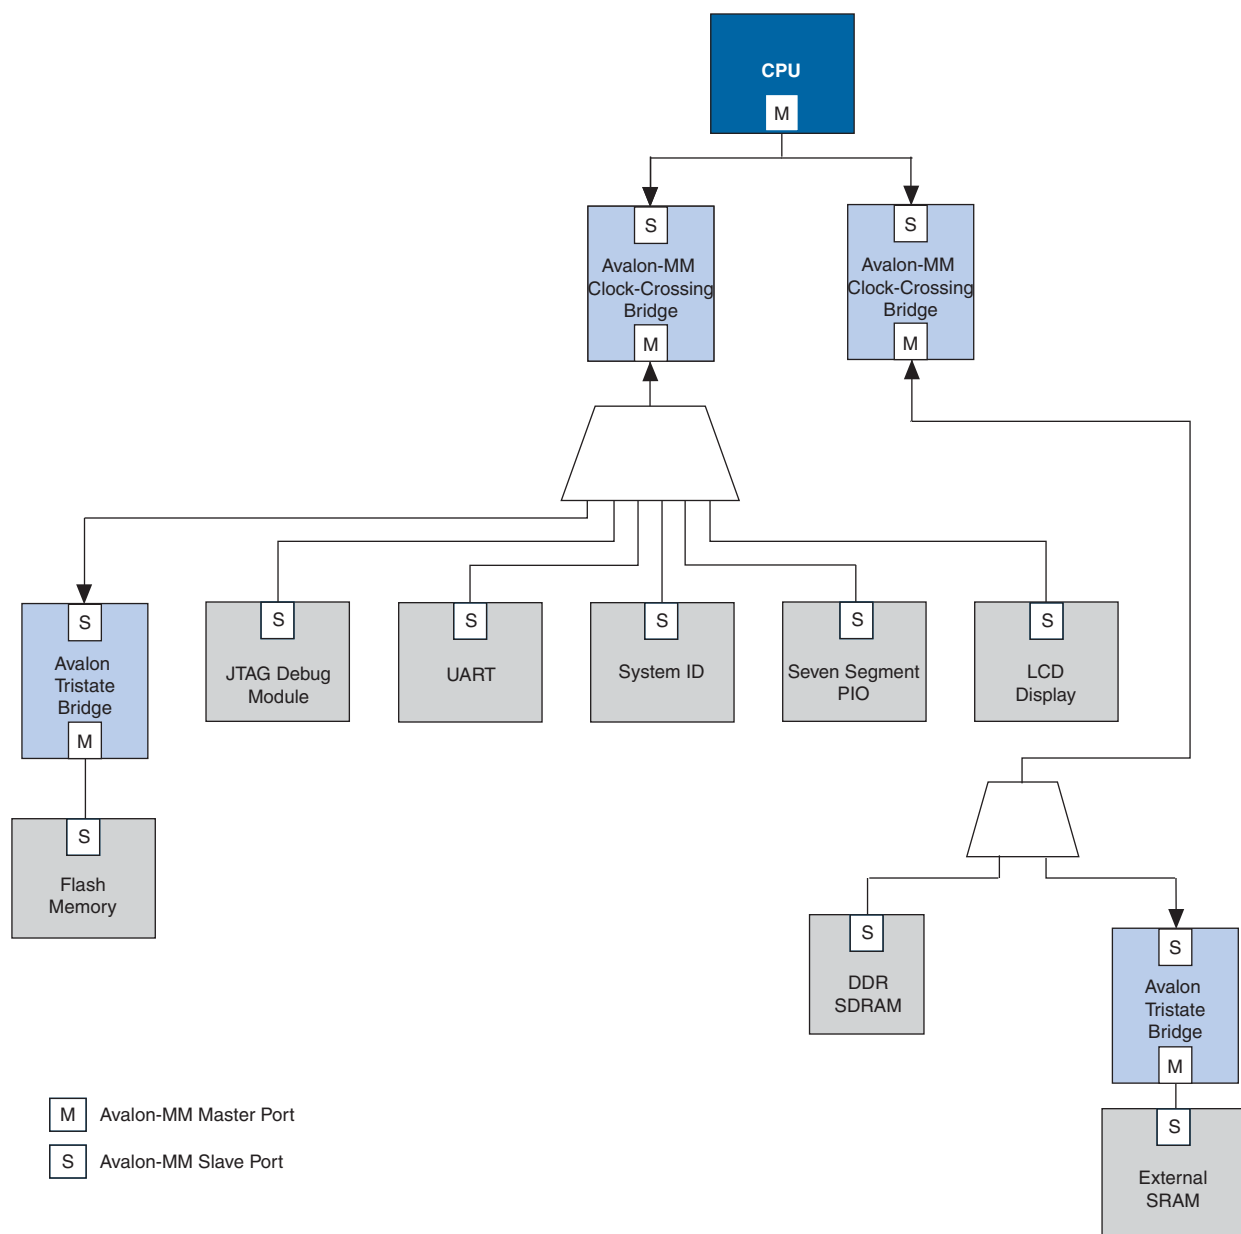 CPU
M
S
S
Avalon-MM
Clock-Crossing
Bridge
Avalon-MM
Clock-Crossing
Bridge
M
M
S
Avalon
Tristate
Bridge
M
S
JTAG Debug
Module
S
UART
S
System ID
S
Seven Segment
PIO
S
LCD
Display
S
Flash
Memory
S
DDR
SDRAM
S
Avalon
Tristate
Bridge
M
S
External
SRAM
M Avalon-MM Master Port
S Avalon-MM Slave Port